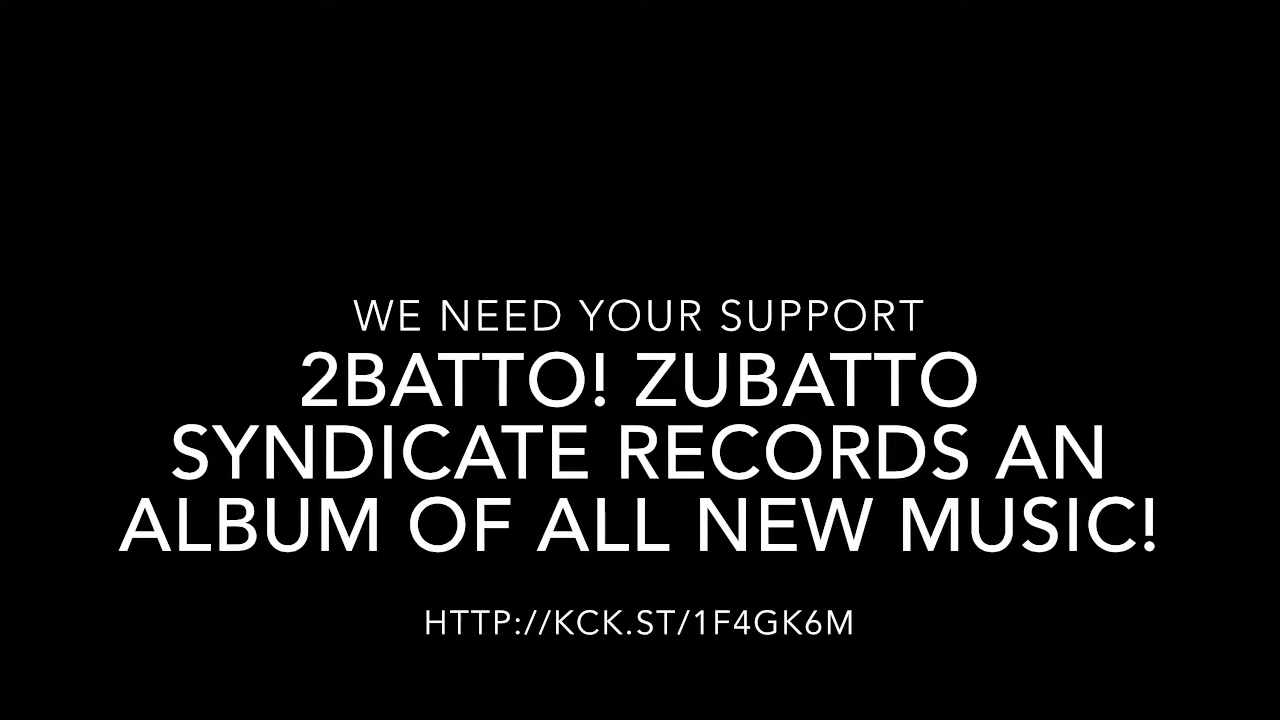 WE NEED YOUR SUPPORT
2BATTO! ZUBATTO
SYNDICATE RECORDS AN
ALBUM OF ALL NEW MUSIC!
HTTP://KCK.ST/1F4GK6M